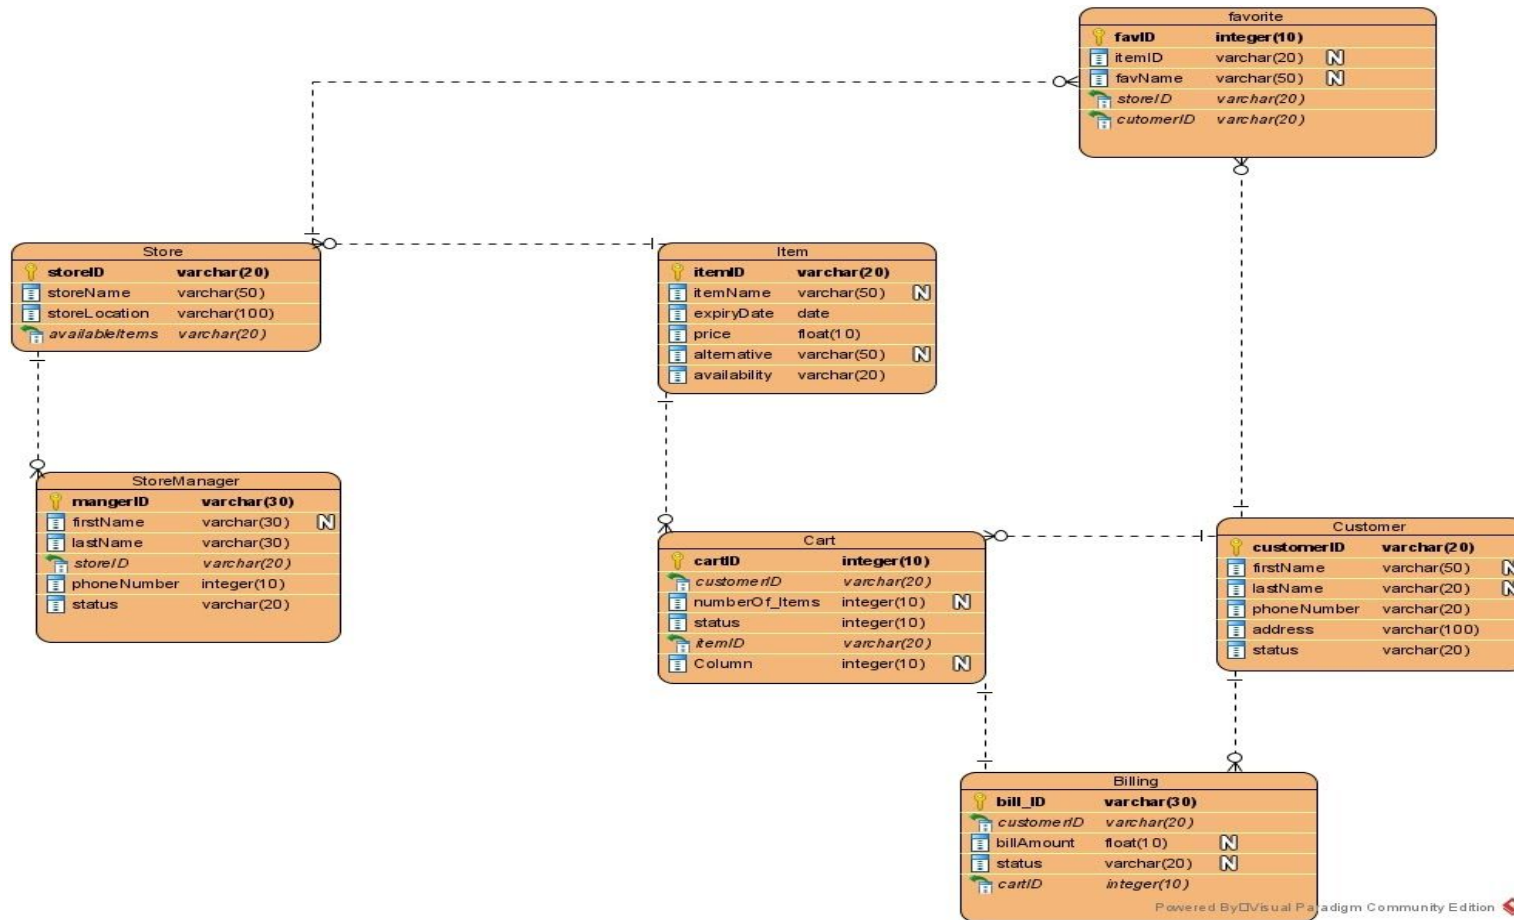 favorite
favID integer(10)
itemID varchar(20) N
favName varchar(50) N
storeID varchar(20)
cutomerID varchar(20)
Store
storeID varchar(20)
storeName varchar(50)
storeLocation varchar(100)
availableItems varchar(20)
Item
itemID varchar(20)
itemName varchar(50) N
expiryDate date
price float(10)
alternative varchar(50) N
availability varchar(20)
StoreManager
mangerID varchar(30)
firstName varchar(30) N
lastName varchar(30)
storeID varchar(20)
phoneNumber integer(10)
status varchar(20)
Cart
cartID integer(10)
customerID varchar(20)
numberOf_Items integer(10) N
status integer(10)
itemID varchar(20)
Column integer(10) N
Customer
customerID varchar(20)
firstName varchar(50) N
lastName varchar(20) N
phoneNumber varchar(20)
address varchar(100)
status varchar(20)
Billing
bill_ID varchar(30)
customerID varchar(20)
billAmount float(10) N
status varchar(20) N
cartID integer(10)
Powered By□Visual Paradigm Community Edition